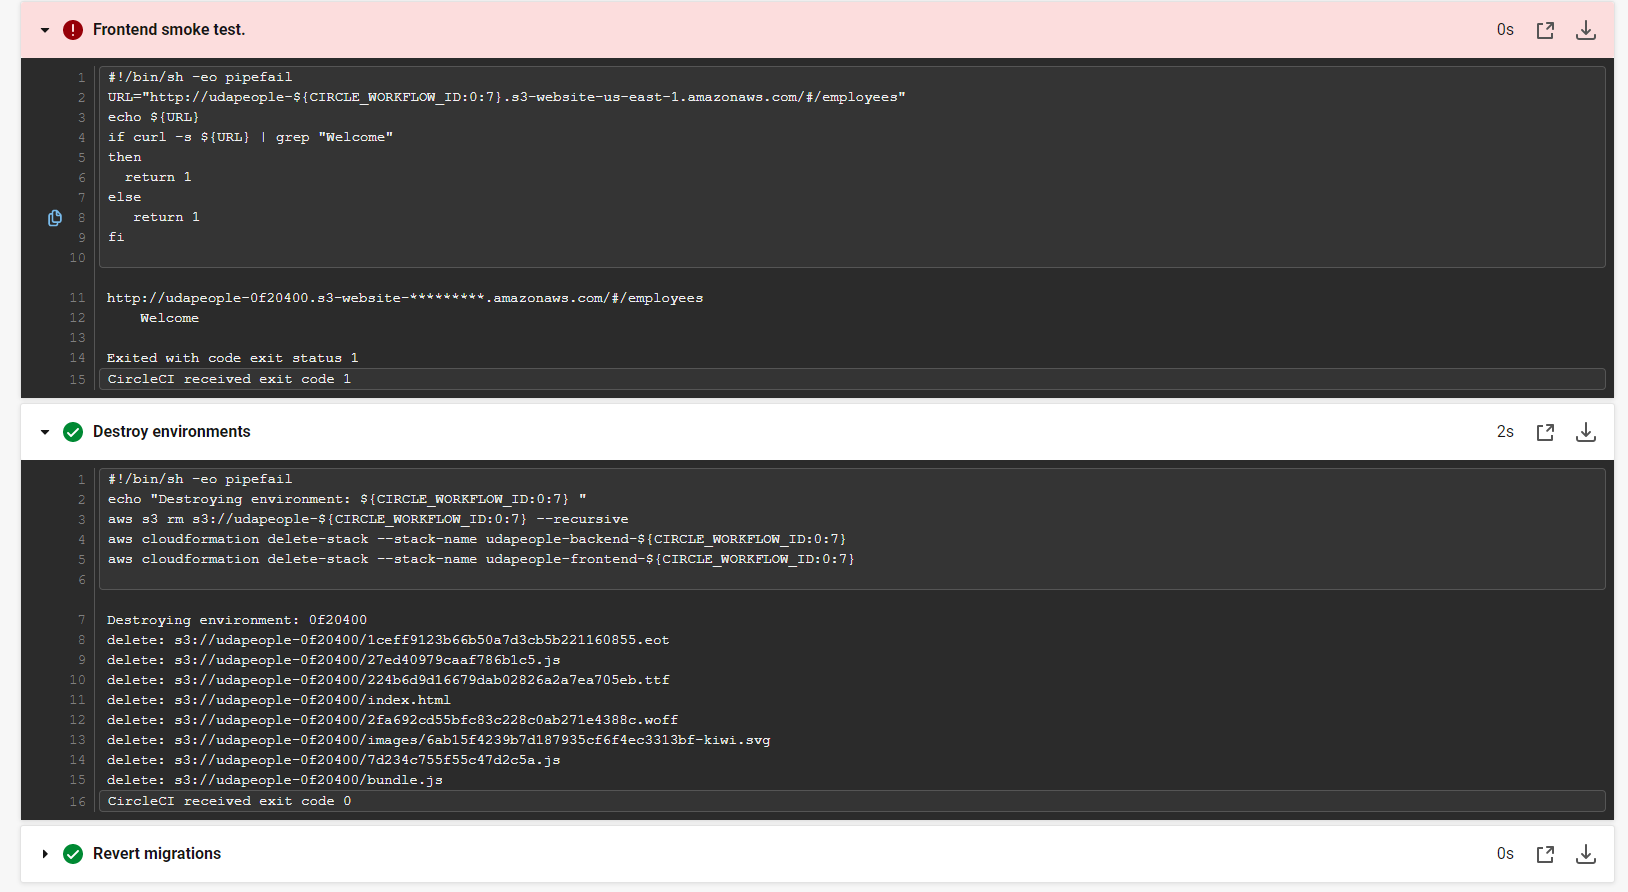 Frontend smoke test.
0s
1 #!/bin/sh -eo pipefail
2 URL="http://udapeople-${CIRCLE_WORKFLOW_ID:0:7}.s3-website-us-east-1.amazonaws.com/#/employees"
3 echo ${URL}
4 if curl -s ${URL} | grep "Welcome"
5 then
6   return 1
7 else
8    return 1
9 fi
10
11 http://udapeople-0f20400.s3-website-*********.amazonaws.com/#/employees
12     Welcome
13
14 Exited with code exit status 1
15 CircleCI received exit code 1
Destroy environments
2s
1 #!/bin/sh -eo pipefail
2 echo "Destroying environment: ${CIRCLE_WORKFLOW_ID:0:7} "
3 aws s3 rm s3://udapeople-${CIRCLE_WORKFLOW_ID:0:7} --recursive
4 aws cloudformation delete-stack --stack-name udapeople-backend-${CIRCLE_WORKFLOW_ID:0:7}
5 aws cloudformation delete-stack --stack-name udapeople-frontend-${CIRCLE_WORKFLOW_ID:0:7}
6
7 Destroying environment: 0f20400
8 delete: s3://udapeople-0f20400/1ceff9123b66b50a7d3cb5b221160855.eot
9 delete: s3://udapeople-0f20400/27ed40979caaf786b1c5.js
10 delete: s3://udapeople-0f20400/224b6d9d16679dab02826a2a7ea705eb.ttf
11 delete: s3://udapeople-0f20400/index.html
12 delete: s3://udapeople-0f20400/2fa692cd55bfc83c228c0ab271e4388c.woff
13 delete: s3://udapeople-0f20400/images/6ab15f4239b7d187935cf6f4ec3313bf-kiwi.svg
14 delete: s3://udapeople-0f20400/7d234c755f55c47d2c5a.js
15 delete: s3://udapeople-0f20400/bundle.js
16 CircleCI received exit code 0
Revert migrations
0s